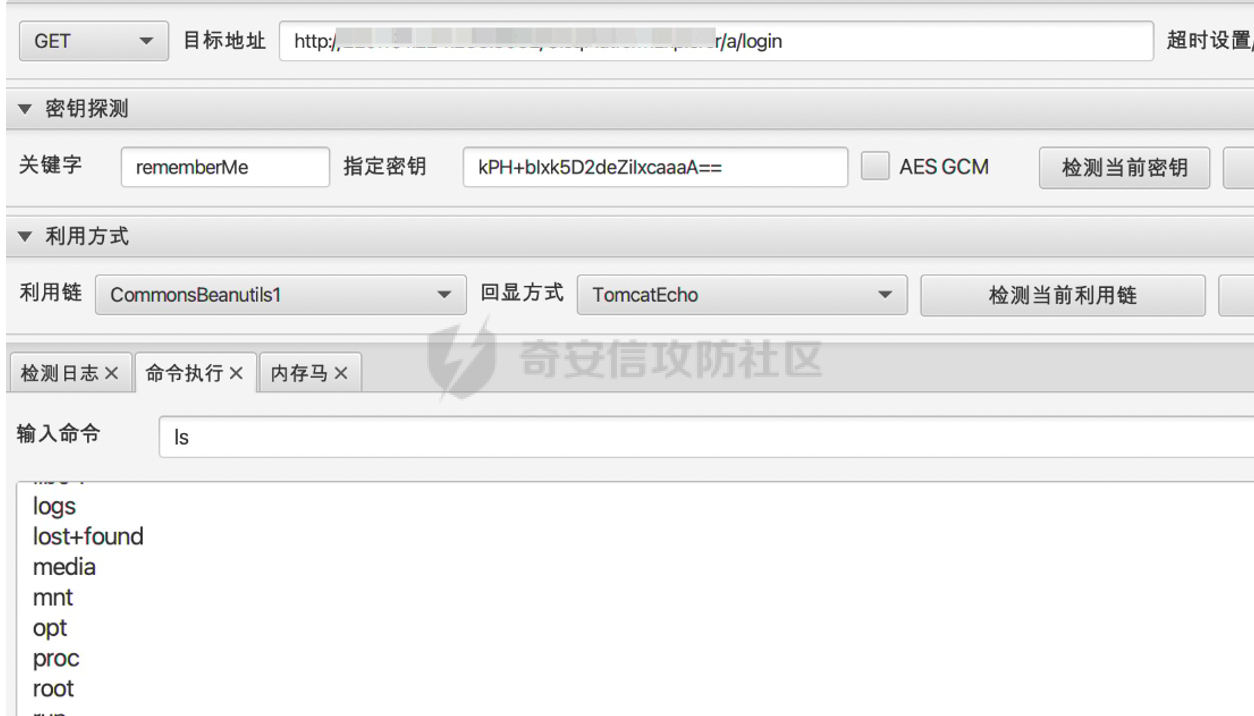 GET 目标地址 http:/ r/a/login 超时设置/
密钥探测
关键字 rememberMe 指定密钥 kPH+bIxk5D2deZiIxcaaaA== AES GCM 检测当前密钥
利用方式
利用链 CommonsBeanutils1 回显方式 TomcatEcho 检测当前利用链
奇安信攻防社区
检测日志 命令执行 内存马
输入命令 ls
logs
lost+found
media
mnt
opt
proc
root